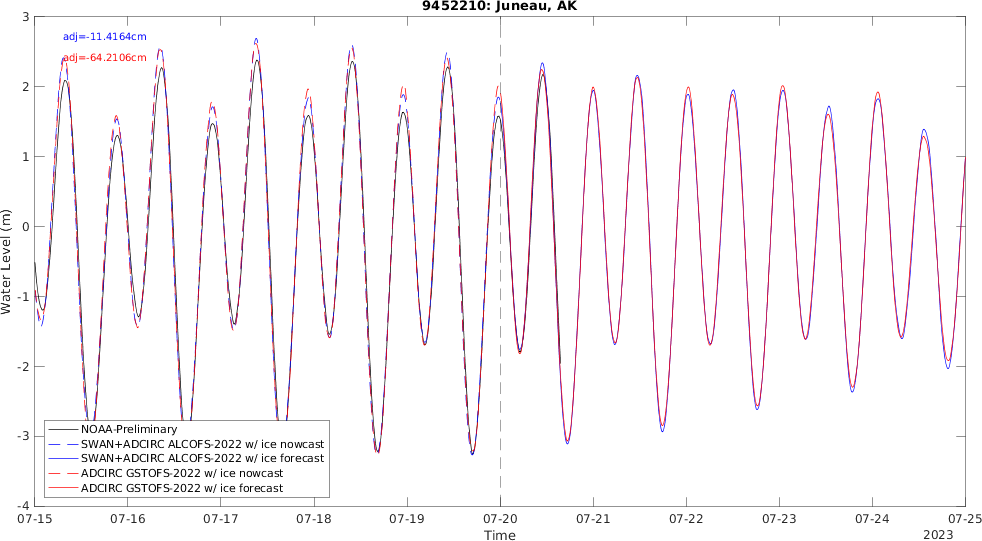 9452210: Juneau, AK
adj=-11.4164cm
adj=-64.2106cm
Water Level (m)
3
2
1
0
-1
-2
-3
-4
NOAA-Preliminary
SWAN+ADCIRC ALCOFS-2022 w/ ice nowcast
SWAN+ADCIRC ALCOFS-2022 w/ ice forecast
ADCIRC GSTOFS-2022 w/ ice nowcast
ADCIRC GSTOFS-2022 w/ ice forecast
07-15 07-16 07-17 07-18 07-19 07-20 07-21 07-22 07-23 07-24 07-25
Time
2023